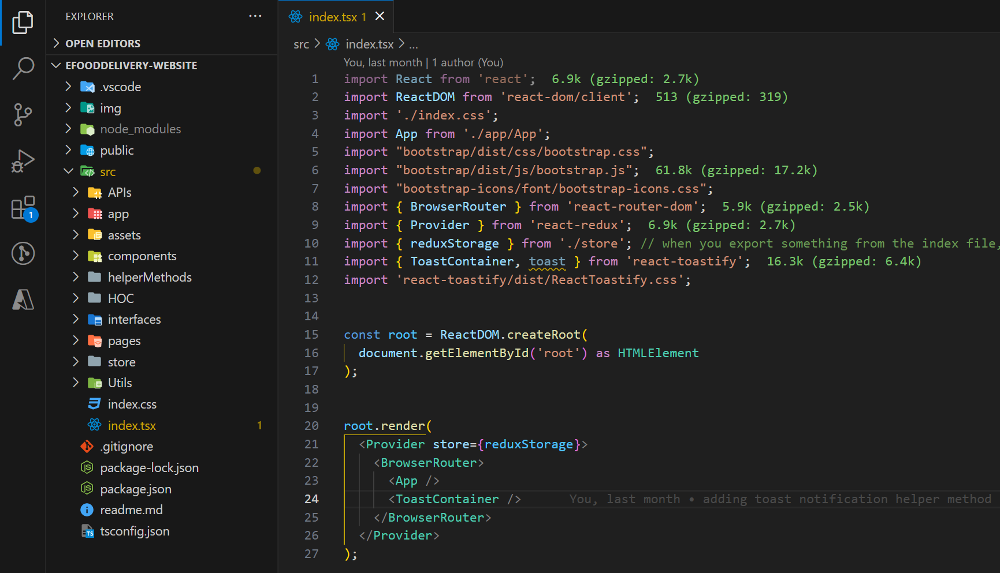 EXPLORER
...
OPEN EDITORS
EFOODDELIVERY-WEBSITE
.vscode
img
node_modules
public
src
APIs
app
assets
components
helperMethods
HOC
interfaces
pages
store
Utils
index.css
index.tsx 1
.gitignore
package-lock.json
package.json
readme.md
tsconfig.json
1
index.tsx 1
src > index.tsx > ...
You, last month | 1 author (You)
1 import React from 'react'; 6.9k (gzipped: 2.7k)
2 import ReactDOM from 'react-dom/client'; 513 (gzipped: 319)
3 import './index.css';
4 import App from './app/App';
5 import "bootstrap/dist/css/bootstrap.css";
6 import "bootstrap/dist/js/bootstrap.js"; 61.8k (gzipped: 17.2k)
7 import "bootstrap-icons/font/bootstrap-icons.css";
8 import { BrowserRouter } from 'react-router-dom'; 5.9k (gzipped: 2.5k)
9 import { Provider } from 'react-redux'; 6.9k (gzipped: 2.7k)
10 import { reduxStorage } from './store'; // when you export something from the index file,
11 import { ToastContainer, toast } from 'react-toastify'; 16.3k (gzipped: 6.4k)
12 import 'react-toastify/dist/ReactToastify.css';
13
14
15 const root = ReactDOM.createRoot(
16 document.getElementById('root') as HTMLElement
17 );
18
19
20 root.render(
21 <Provider store={reduxStorage}>
22 <BrowserRouter>
23 <App />
24 <ToastContainer /> You, last month • adding toast notification helper method
25 </BrowserRouter>
26 </Provider>
27 );